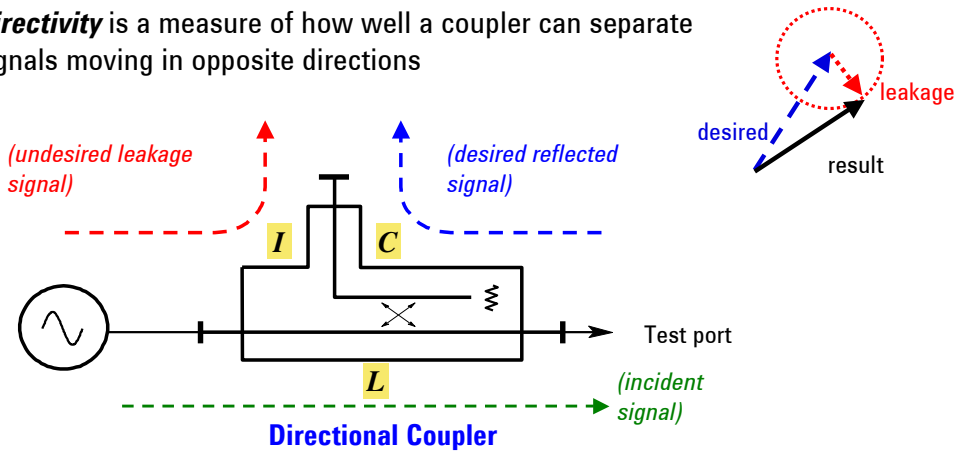 irectivity is a measure of how well a coupler can separate
gnals moving in opposite directions
leakage
desired
result
(undesired leakage
signal)
(desired reflected
signal)
I
C
Test port
L
(incident
signal)
Directional Coupler